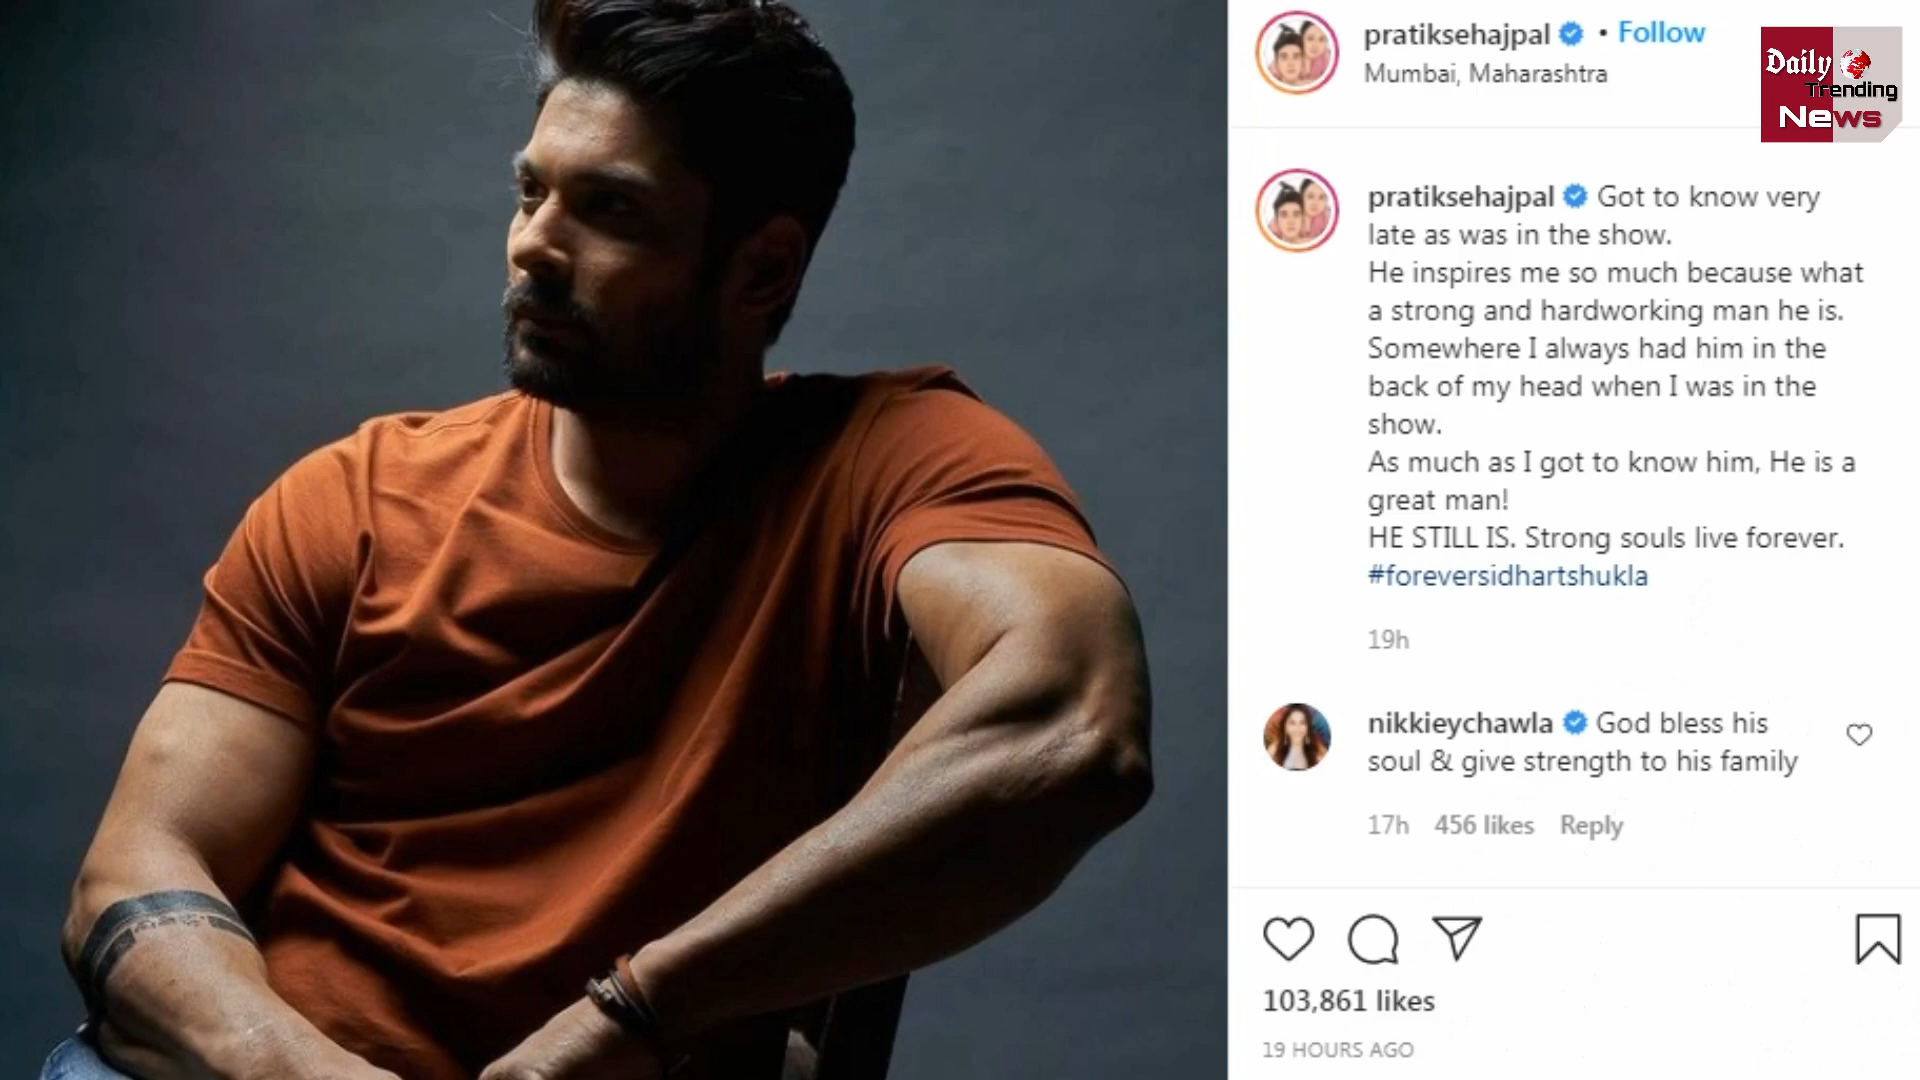 pratiksehajpal • Follow
Mumbai, Maharashtra
Daily
Trending
News
pratiksehajpal Got to know very
late as was in the show.
He inspires me so much because what
a strong and hardworking man he is.
Somewhere I always had him in the
back of my head when I was in the
show.
As much as I got to know him, He is a
great man!
HE STILL IS. Strong souls live forever.
#foreversidhartshukla
19h
nikkieychawla God bless his
soul & give strength to his family
17h 456 likes Reply
103,861 likes
19 HOURS AGO